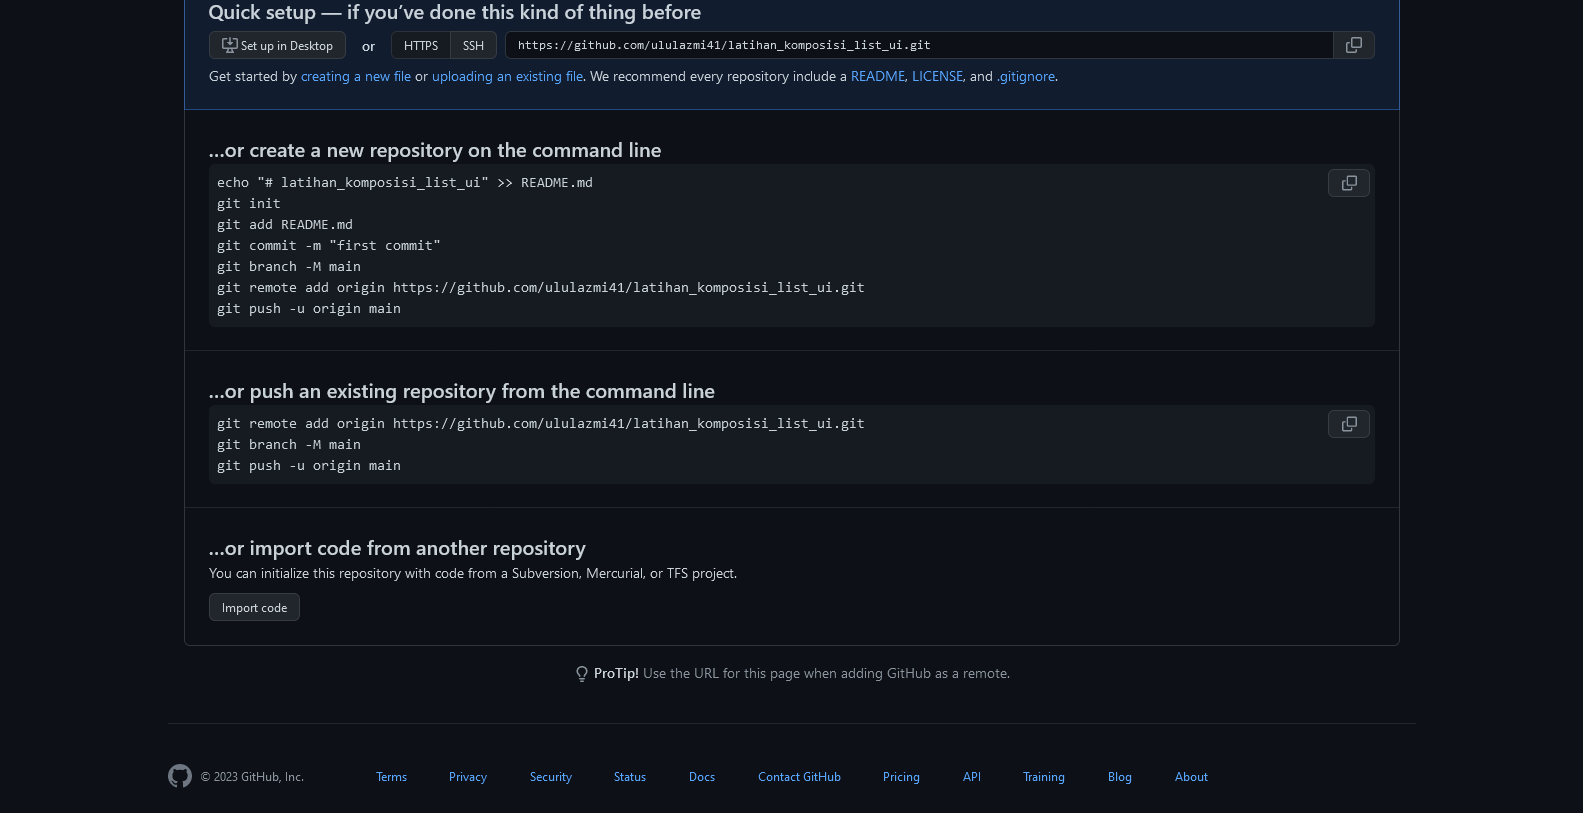 Quick setup — if you’ve done this kind of thing before
Set up in Desktop or HTTPS SSH https://github.com/ululazmi41/latihan_komposisi_list_ui.git
Get started by creating a new file or uploading an existing file. We recommend every repository include a README, LICENSE, and .gitignore.
…or create a new repository on the command line
echo "# latihan_komposisi_list_ui" >> README.md
git init
git add README.md
git commit -m "first commit"
git branch -M main
git remote add origin https://github.com/ululazmi41/latihan_komposisi_list_ui.git
git push -u origin main
…or push an existing repository from the command line
git remote add origin https://github.com/ululazmi41/latihan_komposisi_list_ui.git
git branch -M main
git push -u origin main
…or import code from another repository
You can initialize this repository with code from a Subversion, Mercurial, or TFS project.
Import code
ProTip! Use the URL for this page when adding GitHub as a remote.
© 2023 GitHub, Inc. Terms Privacy Security Status Docs Contact GitHub Pricing API Training Blog About